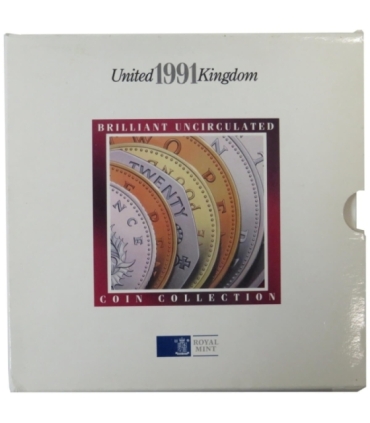 United 1991 Kingdom
BRILLIANT UNCIRCULATED
TWENTY
COIN COLLECTION
ROYAL
MINT